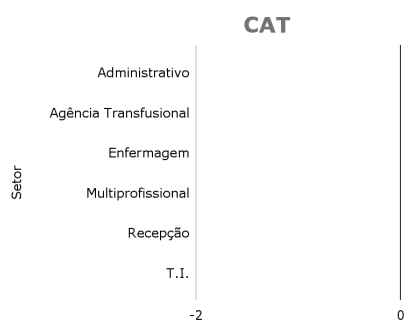 CAT
Administrativo
Agência Transfusional
Enfermagem
Multiprofissional
Recepção
T.I.
Setor
-2
0